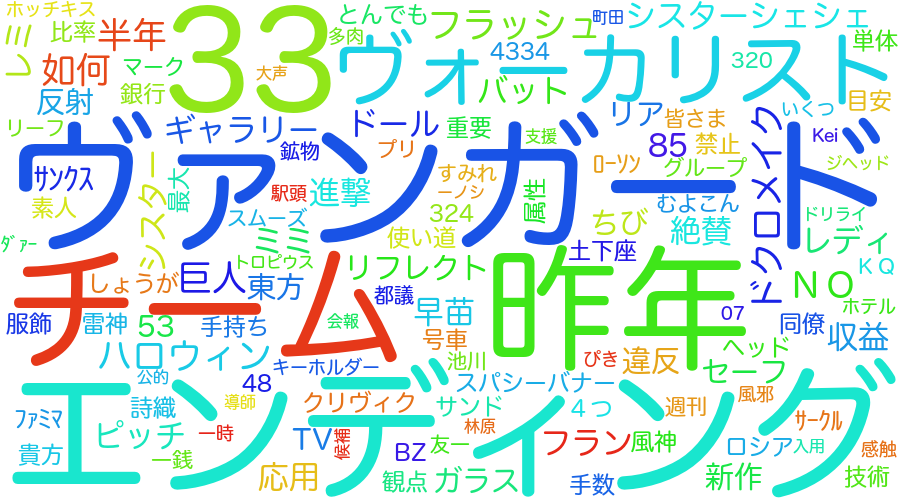 ホッチキス
比率
半年
33
とんでも
フラッシュ
町田
シスターシェシェ
ミレ
如何
マーク
大声
多肉
ヴォーカリスト
4334
320
単体
反射
銀行
バット
目安
リーフ
ギャラリー
ドール
重要
支援
リア
皆さま
いくつ
Kei
ヴァンガード
鉱物
プリ
85
禁止
ドクロメイク
サンクス
最大
駅頭
進撃
すみれ
ーノシ
属性
ローソン
グループ
ジヘッド
素人
シスター
スムーズ
324
ちび
むよこん
絶賛
ドリライ
ダァー
ミミ
使い道
土下座
レディ
トロピウス
リフレクト
KQ
チーム
しょうが
巨人
東方
都議
昨年
NO
ホテル
服飾
雷神
53
手持ち
会報
早苗
号車
07
同僚
収益
ハロウィン
キーホルダー
池川
ぴき
違反
ヘッド
セーフ
公的
48
スパシーバナー
風邪
エンディング
ファミマ
詩織
導師
クリヴィク
サンド
4つ
週刊
サークル
貴方
ピッチ
一時
TV
候補
BZ
友一
林原
フラン
風神
ロシア
入用
感触
一銭
応用
観点
ガラス
手数
新作
技術